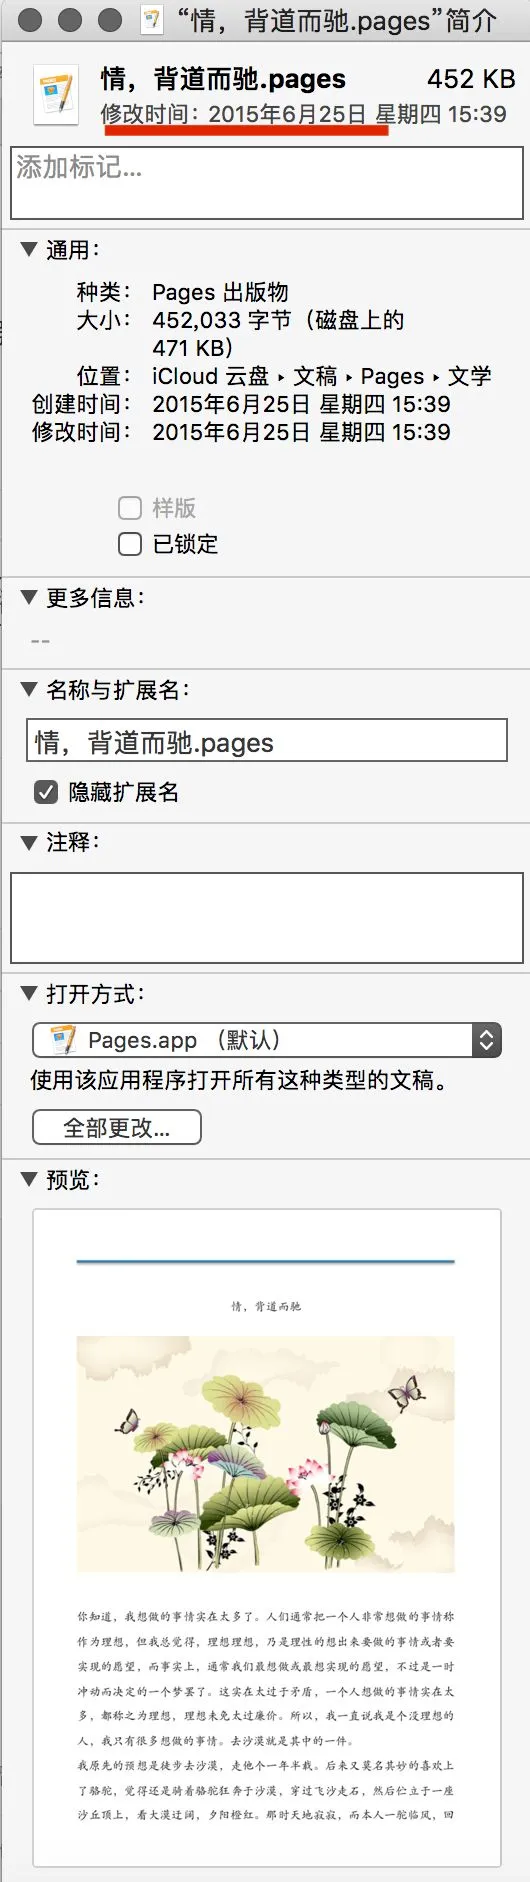 “情，背道而驰.pages”简介
情，背道而驰.pages 452 KB
修改时间：2015年6月25日 星期四 15:39
添加标记...
通用：
种类： Pages 出版物
大小： 452,033 字节（磁盘上的
471 KB）
位置： iCloud 云盘 ▸ 文稿 ▸ Pages ▸ 文学
创建时间： 2015年6月25日 星期四 15:39
修改时间： 2015年6月25日 星期四 15:39
样版
已锁定
更多信息：
--
名称与扩展名：
情，背道而驰.pages
隐藏扩展名
注释：
打开方式：
Pages.app （默认）
使用该应用程序打开所有这种类型的文稿。
全部更改...
预览：
情，背道而驰
你知道，我想做的事情实在太多了。人们通常把一个人非常想做的事情称
作为理想，但我总觉得，理想理想，乃是理性的想出来要做的事情或者要
实现的愿望，而事实上，通常我们最想做或最想实现的愿望，不过是一时
冲动而决定的一个梦罢了。这实在太过于矛盾，一个人想做的事情实在太
多，都称之为理想，理想未免太过廉价。所以，我一直说我是个没理想的
人，我只有很多想做的事情。去沙漠就是其中的一件。
我原先的预想是徒步去沙漠，走他个一年半载。后来又莫名其妙的喜欢上
了骆驼，觉得还是骑着骆驼狂奔于沙漠，穿过飞沙走石，然后伫立于一座
沙丘顶上，看大漠迂阔，夕阳橙红。那时天地寂寂，而本人一驼临风，回